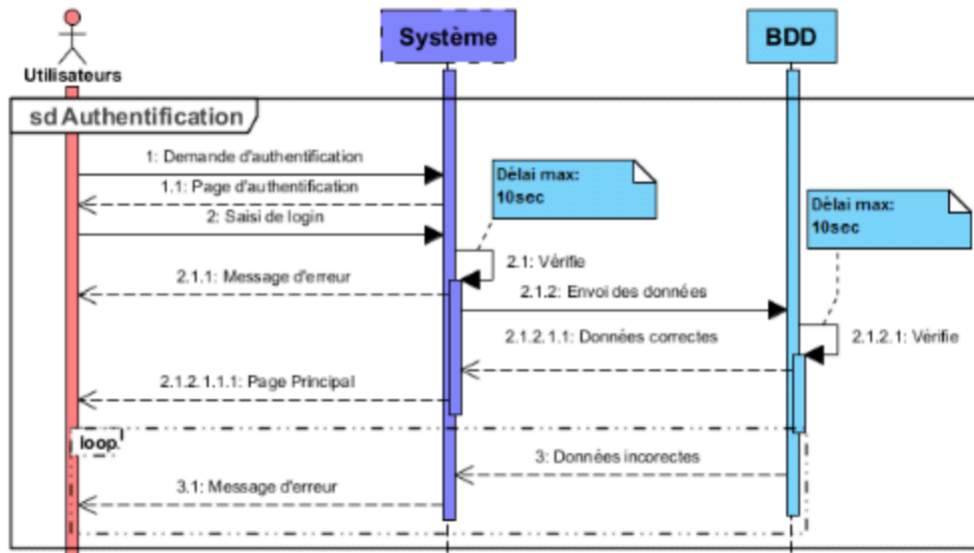 Système
BDD
Utilisateurs
sd Authentification
1: Demande d'authentification
Dèlai max:
10sec
1.1: Page d'authentification
Dèlai max:
10sec
2: Saisi de login
2.1: Vérifie
2.1.1: Message d'erreur
2.1.2: Envoi des données
2.1.2.1.1: Données correctes
2.1.2.1: Vérifie
2.1.2.1.1.1: Page Principal
loop
3: Données incorectes
3.1: Message d'erreur